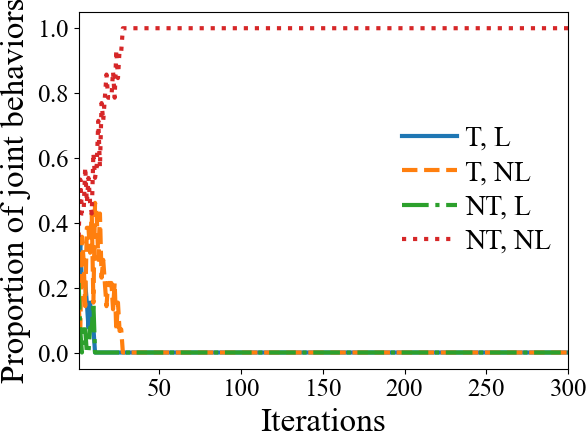 Proportion of joint behaviors
1.0
0.8
0.6
0.4
0.2
0.0
T, L
T, NL
NT, L
NT, NL
50 100 150 200 250 300
Iterations